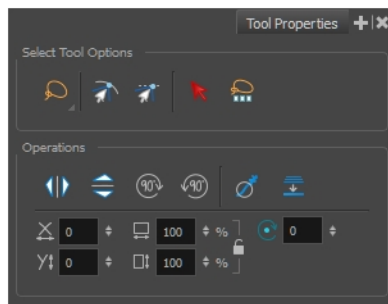 Tool Properties
Select Tool Options
Operations
90° 90°
X 0 100 % 0
Y 0 100 %